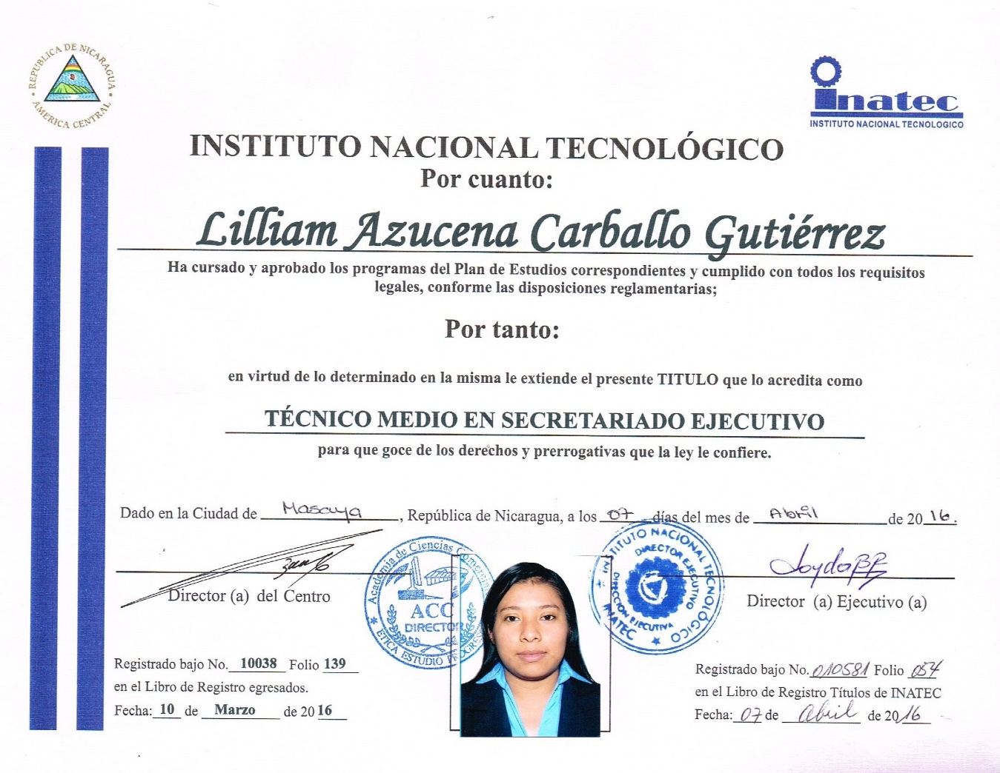 REPUBLICA DE NICARAGUA
AMERICA CENTRAL
inatec
INSTITUTO NACIONAL TECNOLOGICO
INSTITUTO NACIONAL TECNOLÓGICO
Por cuanto:
Lilliam Azucena Carballo Gutiérrez
Ha cursado y aprobado los programas del Plan de Estudios correspondientes y cumplido con todos los requisitos
legales, conforme las disposiciones reglamentarias;
Por tanto:
en virtud de lo determinado en la misma le extiende el presente TITULO que lo acredita como
TÉCNICO MEDIO EN SECRETARIADO EJECUTIVO
para que goce de los derechos y prerrogativas que la ley le confiere.
Dado en la Ciudad de Masaya, República de Nicaragua, a los 07 días del mes de Abril de 2016.
Academia de Ciencias Comerciales
ACC
DIRECTOR
ETICA ESTUDIO PROGRESO
INSTITUTO NACIONAL TECNOLÓGICO
DIRECTOR EJECUTIVO
DIRECCION EJECUTIVA
INATEC
Director (a) del Centro
Director (a) Ejecutivo (a)
Registrado bajo No. 10038 Folio 139
en el Libro de Registro egresados.
Fecha: 10 de Marzo de 2016
Registrado bajo No. 010581 Folio 054
en el Libro de Registro Títulos de INATEC
Fecha: 07 de abril de 2016